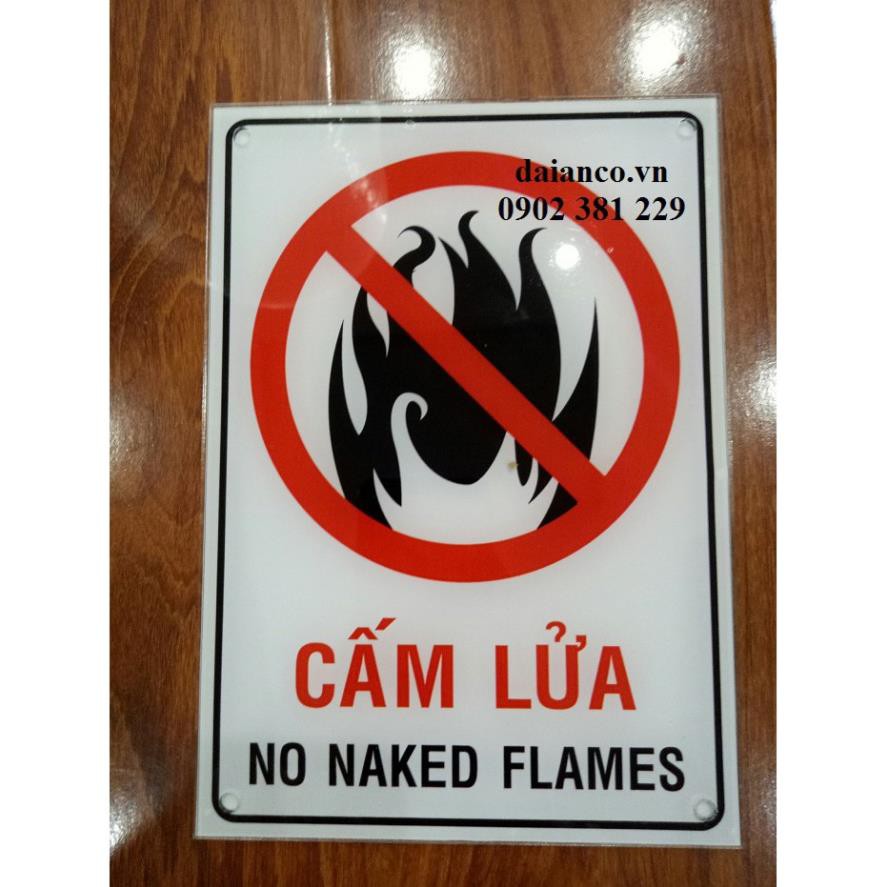 daianco.vn
0902 381 229
CẤM LỬA
NO NAKED FLAMES